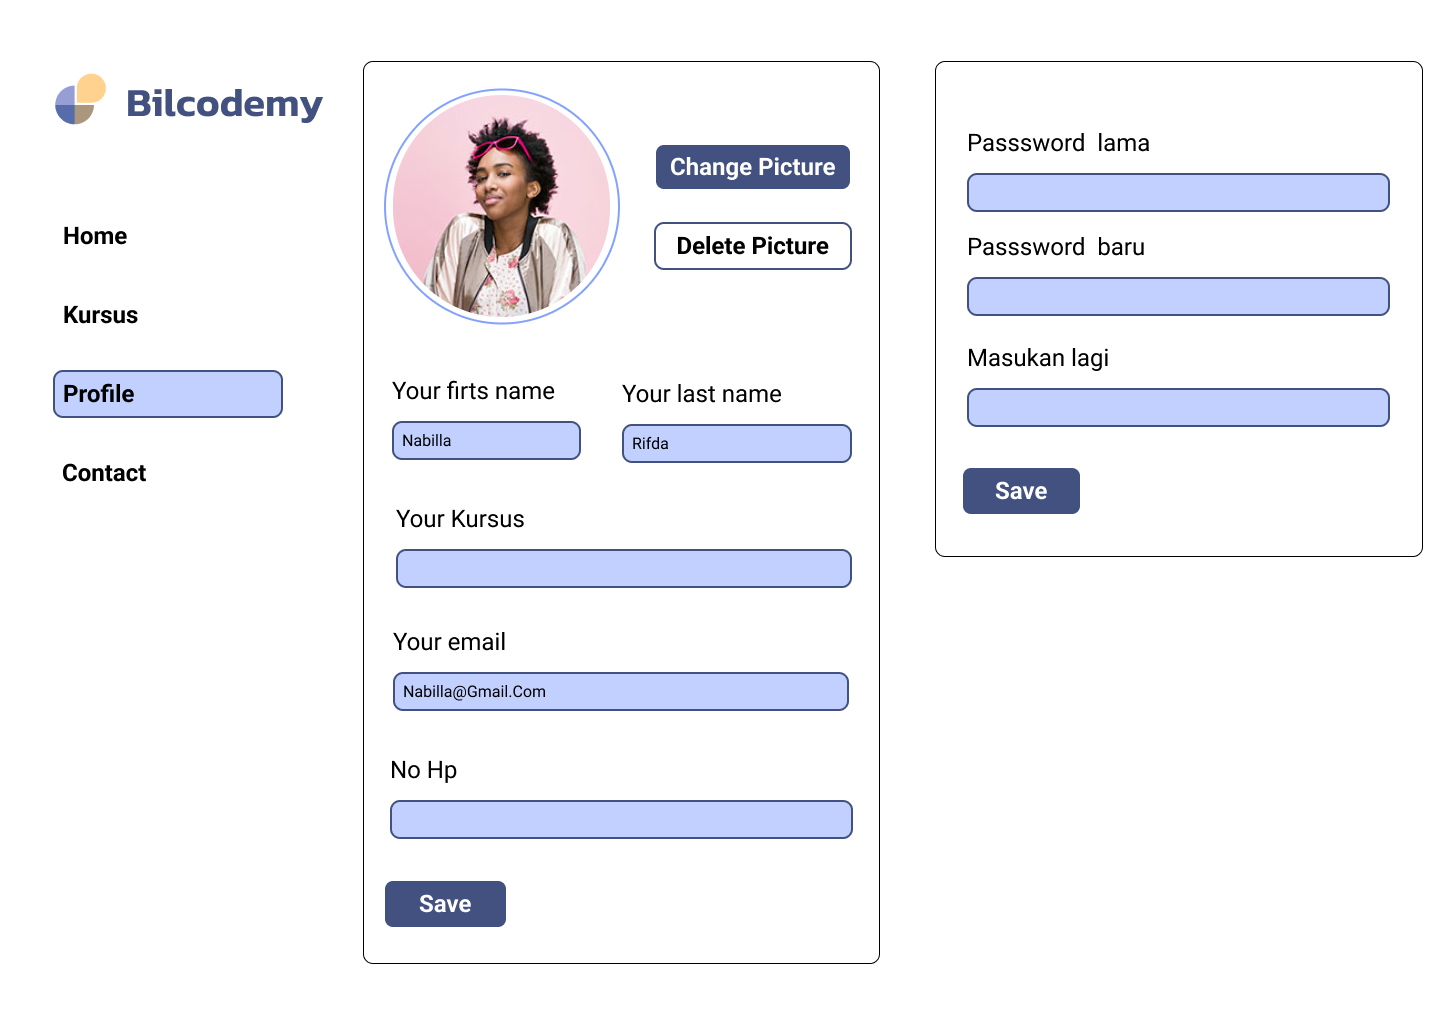 Bilcodemy
Home
Kursus
Profile
Contact
Change Picture
Delete Picture
Your firts name
Your last name
Nabilla
Rifda
Your Kursus
Your email
Nabilla@Gmail.Com
No Hp
Save
Passsword  lama
Passsword  baru
Masukan lagi
Save